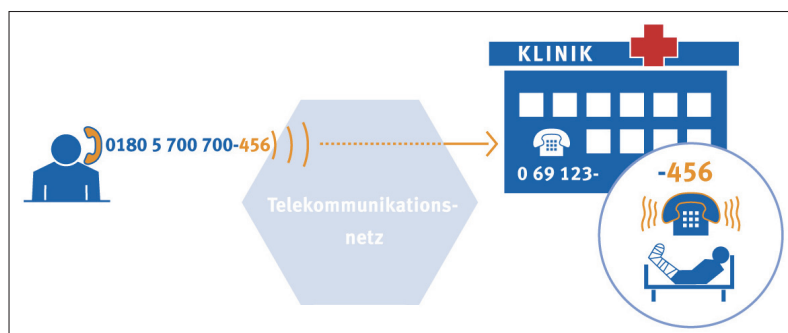 KLINIK
0180 5 700 700-456
0 69 123-
-456
Telekommunikations-
netz